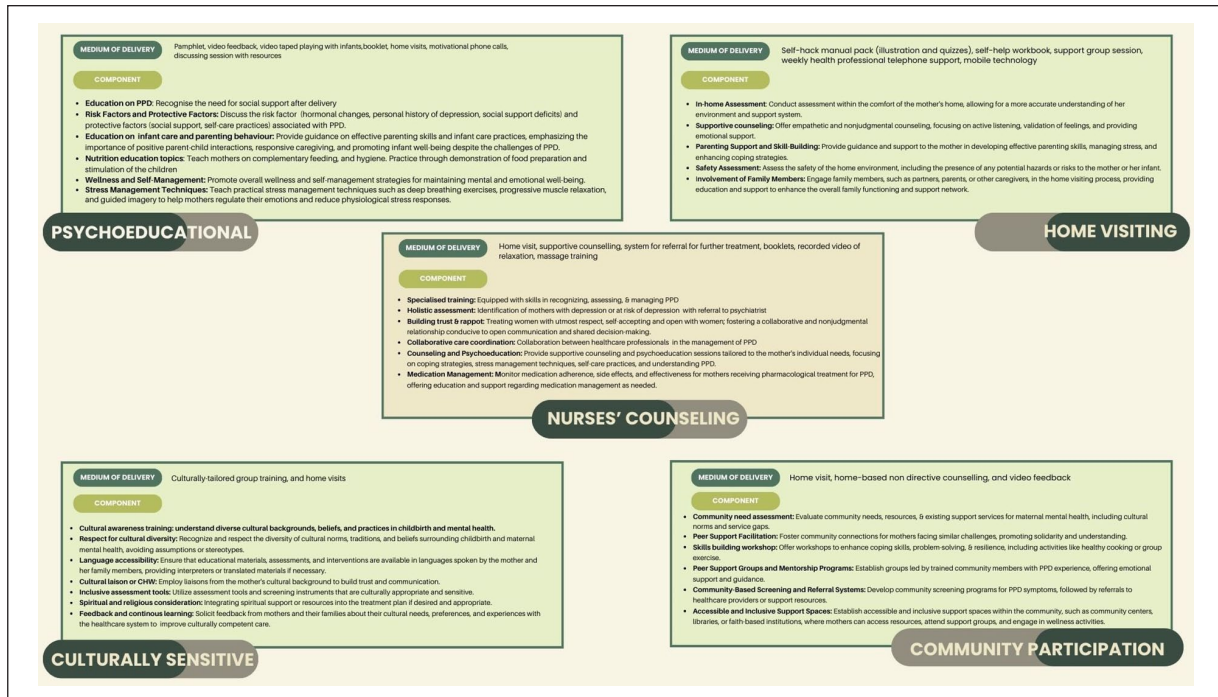 MEDIUM OF DELIVERY
Pamphlet, video feedback, video taped playing with infants,booklet, home visits, motivational phone calls,
discussing session with resources
COMPONENT
• Education on PPD: Recognise the need for social support after delivery
• Risk Factors and Protective Factors: Discuss the risk factor (hormonal changes, personal history of depression, social support deficits) and
protective factors (social support, self-care practices) associated with PPD.
• Education on infant care and parenting behaviour: Provide guidance on effective parenting skills and infant care practices, emphasizing the
importance of positive parent-child interactions, responsive caregiving, and promoting infant well-being despite the challenges of PPD.
• Nutrition education topics: Teach mothers on complementary feeding, and hygiene. Practice through demonstration of food preparation and
stimulation of the children
• Wellness and Self-Management: Promote overall wellness and self-management strategies for maintaining mental and emotional well-being.
• Stress Management Techniques: Teach practical stress management techniques such as deep breathing exercises, progressive muscle relaxation,
and guided imagery to help mothers regulate their emotions and reduce physiological stress responses.
PSYCHOEDUCATIONAL
MEDIUM OF DELIVERY
Self-hack manual pack (illustration and quizzes), self-help workbook, support group session,
weekly health professional telephone support, mobile technology
COMPONENT
• In-home Assessment: Conduct assessment within the comfort of the mother's home, allowing for a more accurate understanding of her
environment and support system.
• Supportive counseling: Offer empathetic and nonjudgmental counseling, focusing on active listening, validation of feelings, and providing
emotional support.
• Parenting Support and Skill-Building: Provide guidance and support to the mother in developing effective parenting skills, managing stress, and
enhancing coping strategies.
• Safety Assessment: Assess the safety of the home environment, including the presence of any potential hazards or risks to the mother or her infant.
• Involvement of Family Members: Engage family members, such as partners, parents, or other caregivers, in the home visiting process, providing
education and support to enhance the overall family functioning and support network.
HOME VISITING
MEDIUM OF DELIVERY
Home visit, supportive counselling, system for referral for further treatment, booklets, recorded video of
relaxation, massage training
COMPONENT
• Specialised training: Equipped with skills in recognizing, assessing, & managing PPD
• Holistic assessment: Identification of mothers with depression or at risk of depression with referral to psychiatrist
• Building trust & rappot: Treating women with utmost respect, self-accepting and open with women; fostering a collaborative and nonjudgmental
relationship conducive to open communication and shared decision-making.
• Collaborative care coordination: Collaboration between healthcare professionals in the management of PPD
• Counseling and Psychoeducation: Provide supportive counseling and psychoeducation sessions tailored to the mother's individual needs, focusing
on coping strategies, stress management techniques, self-care practices, and understanding PPD.
• Medication Management: Monitor medication adherence, side effects, and effectiveness for mothers receiving pharmacological treatment for PPD,
offering education and support regarding medication management as needed.
NURSES' COUNSELING
MEDIUM OF DELIVERY
Culturally-tailored group training, and home visits
COMPONENT
• Cultural awareness training: understand diverse cultural backgrounds, beliefs, and practices in childbirth and mental health.
• Respect for cultural diversity: Recognize and respect the diversity of cultural norms, traditions, and beliefs surrounding childbirth and maternal
mental health, avoiding assumptions or stereotypes.
• Language accessibility: Ensure that educational materials, assessments, and interventions are available in languages spoken by the mother and
her family members, providing interpreters or translated materials if necessary.
• Cultural liaison or CHW: Employ liaisons from the mother's cultural background to build trust and communication.
• Inclusive assessment tools: Utilize assessment tools and screening instruments that are culturally appropriate and sensitive.
• Spiritual and religious consideration: Integrating spiritual support or resources into the treatment plan if desired and appropriate.
• Feedback and continous learning: Solicit feedback from mothers and their families about their cultural needs, preferences, and experiences with
the healthcare system to improve culturally competent care.
CULTURALLY SENSITIVE
MEDIUM OF DELIVERY
Home visit, home-based non directive counselling, and video feedback
COMPONENT
• Community need assessment: Evaluate community needs, resources, & existing support services for maternal mental health, including cultural
norms and service gaps.
• Peer Support Facilitation: Foster community connections for mothers facing similar challenges, promoting solidarity and understanding.
• Skills building workshop: Offer workshops to enhance coping skills, problem-solving, & resilience, including activities like healthy cooking or group
exercise.
• Peer Support Groups and Mentorship Programs: Establish groups led by trained community members with PPD experience, offering emotional
support and guidance.
• Community-Based Screening and Referral Systems: Develop community screening programs for PPD symptoms, followed by referrals to
healthcare providers or support resources.
• Accessible and Inclusive Support Spaces: Establish accessible and inclusive support spaces within the community, such as community centers,
libraries, or faith-based institutions, where mothers can access resources, attend support groups, and engage in wellness activities.
COMMUNITY PARTICIPATION